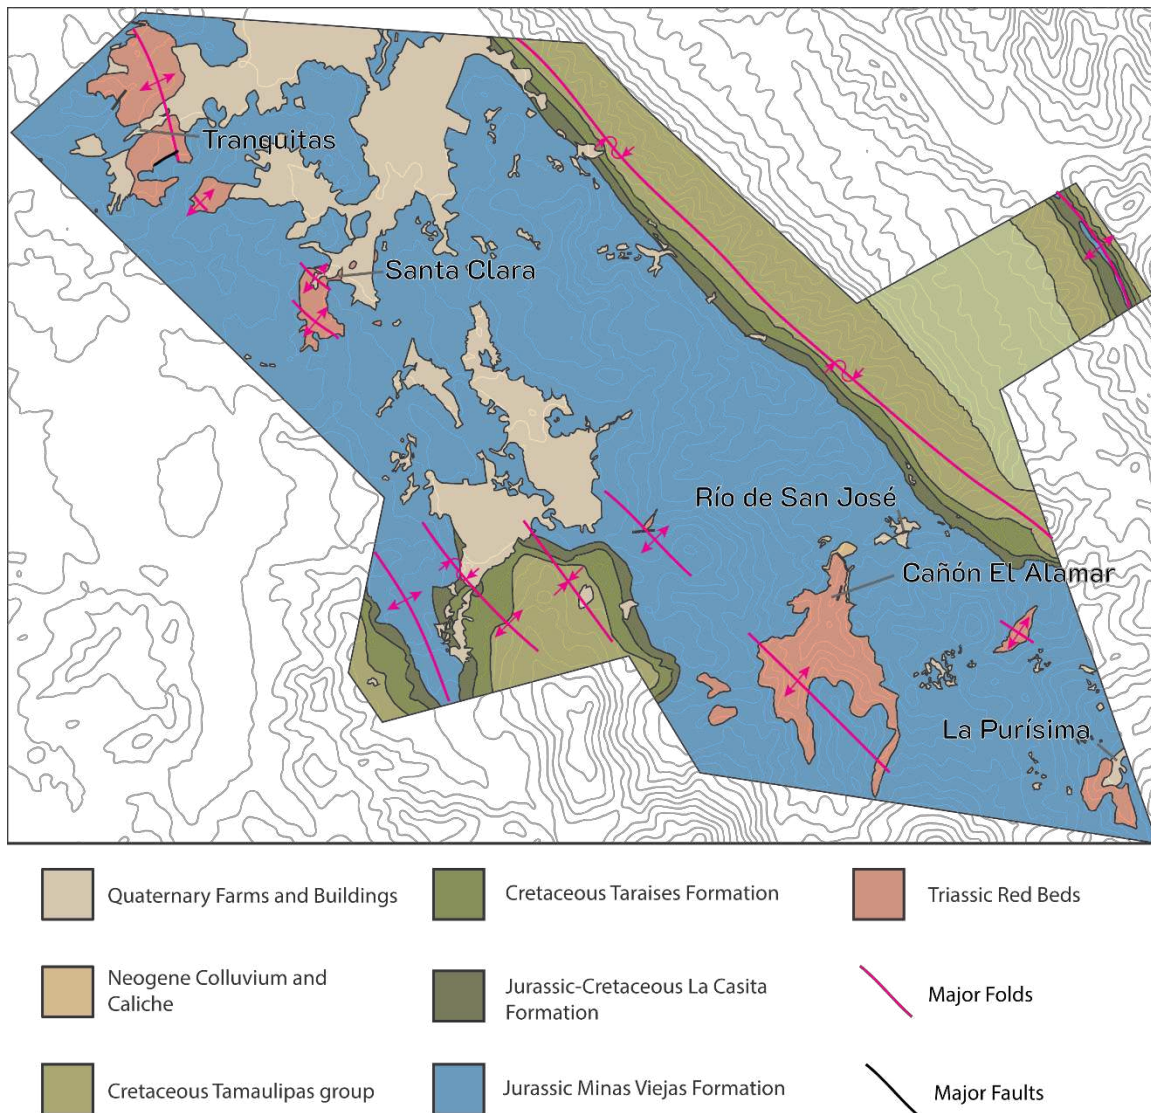 Tranquitas
Santa Clara
Río de San José
Cañón El Alamar
La Purísima
Quaternary Farms and Buildings
Cretaceous Taraises Formation
Triassic Red Beds
Neogene Colluvium and
Caliche
Jurassic-Cretaceous La Casita
Formation
Major Folds
Cretaceous Tamaulipas group
Jurassic Minas Viejas Formation
Major Faults